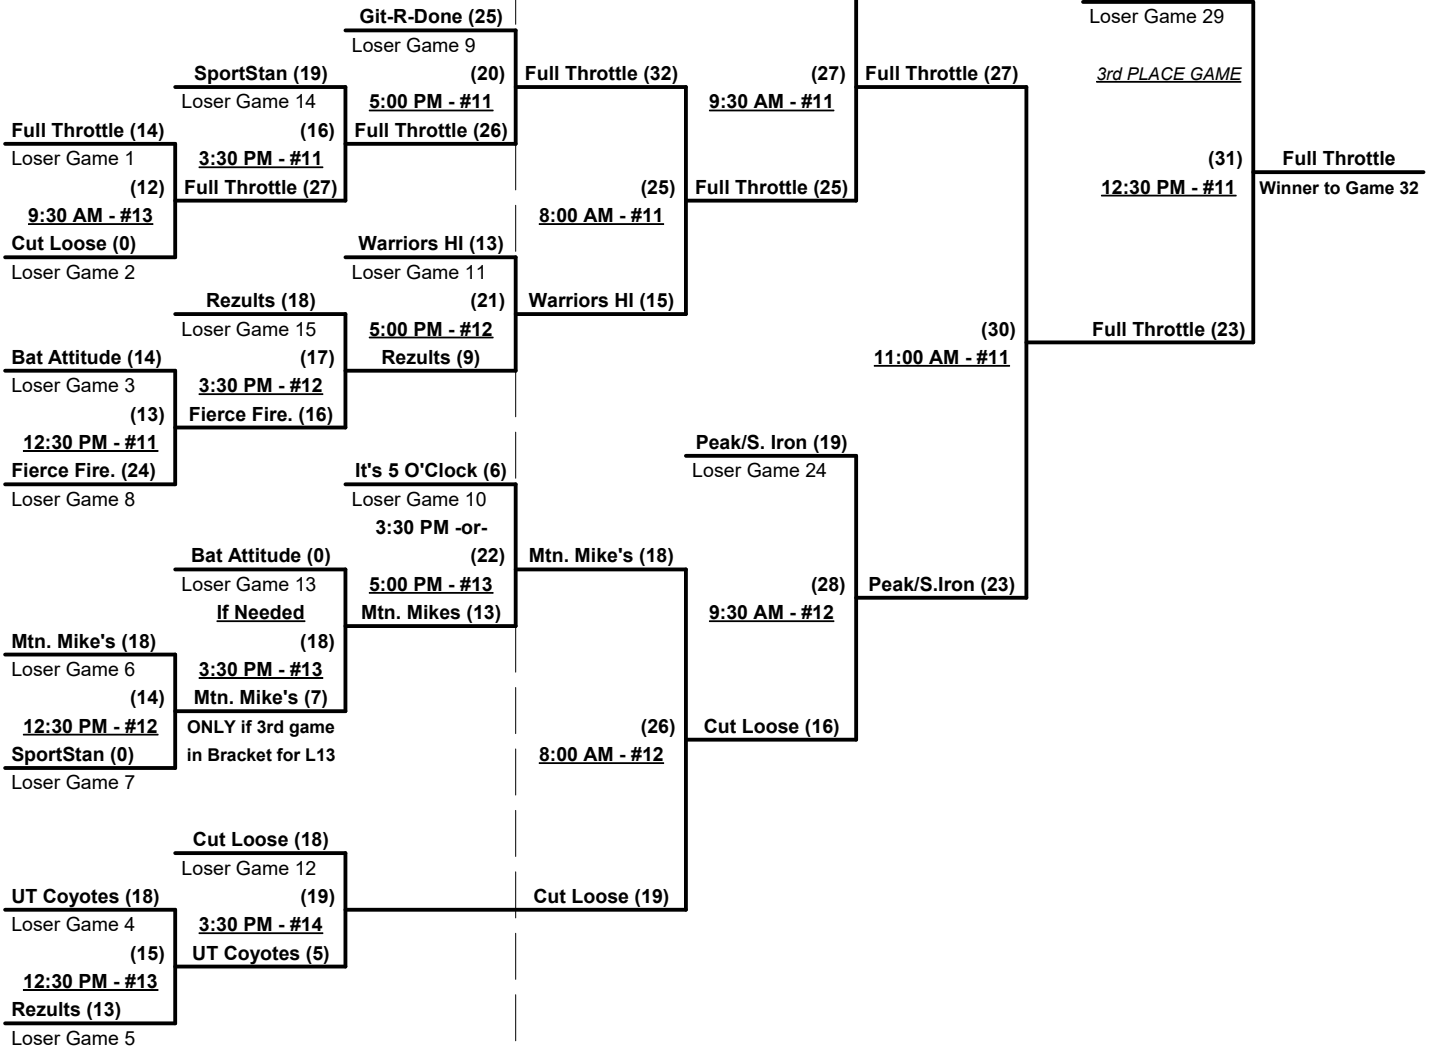 Git-R-Done (25)
Loser Game 9
(20)
5:00 PM - #11
Full Throttle (26)
SportStan (19)
Loser Game 14
(16)
3:30 PM - #11
Full Throttle (27)
Full Throttle (14)
Loser Game 1
(12)
9:30 AM - #13
Cut Loose (0)
Loser Game 2
Full Throttle (32)
(25)
8:00 AM - #11
Warriors HI (15)
(27)
9:30 AM - #11
Full Throttle (25)
Full Throttle (27)
Loser Game 29
3rd PLACE GAME
(31)
12:30 PM - #11
Full Throttle
Winner to Game 32
Full Throttle (23)
Warriors HI (13)
Loser Game 11
(21)
5:00 PM - #12
Rezults (9)
Rezults (18)
Loser Game 15
(17)
3:30 PM - #12
Fierce Fire. (16)
Bat Attitude (14)
Loser Game 3
(13)
12:30 PM - #11
Fierce Fire. (24)
Loser Game 8
(30)
11:00 AM - #11
Peak/S. Iron (19)
Loser Game 24
(28)
9:30 AM - #12
Peak/S.Iron (23)
Cut Loose (16)
It's 5 O'Clock (6)
Loser Game 10
3:30 PM -or-
(22)
5:00 PM - #13
Mtn. Mikes (13)
Mtn. Mike's (18)
(26)
8:00 AM - #12
Cut Loose (19)
Bat Attitude (0)
Loser Game 13
If Needed
(18)
3:30 PM - #13
Mtn. Mike's (7)
ONLY if 3rd game
in Bracket for L13
Mtn. Mike's (18)
Loser Game 6
(14)
12:30 PM - #12
SportStan (0)
Loser Game 7
Cut Loose (18)
Loser Game 12
(19)
3:30 PM - #14
UT Coyotes (5)
UT Coyotes (18)
Loser Game 4
(15)
12:30 PM - #13
Rezults (13)
Loser Game 5